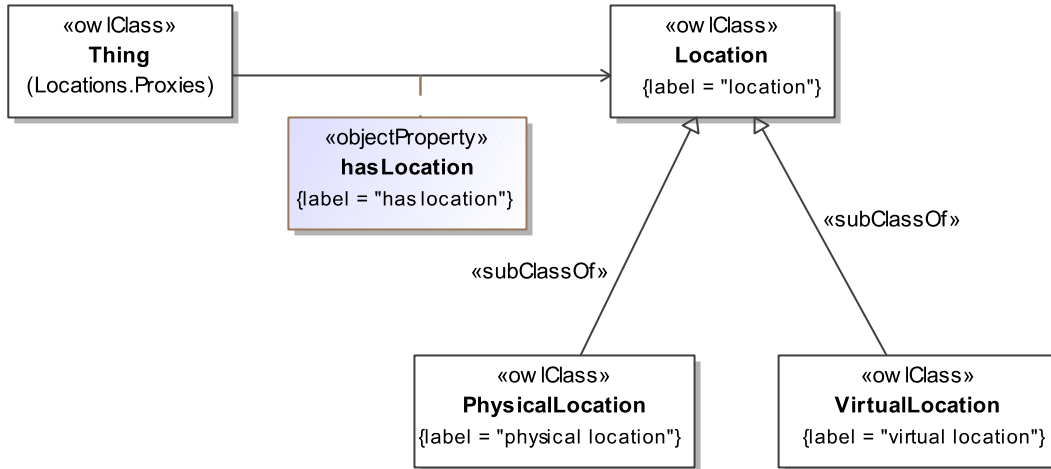 «owlClass»
Thing
(Locations.Proxies)
«owlClass»
Location
{label = "location"}
«objectProperty»
hasLocation
{label = "has location"}
«subClassOf»
«subClassOf»
«owlClass»
PhysicalLocation
{label = "physical location"}
«owlClass»
VirtualLocation
{label = "virtual location"}